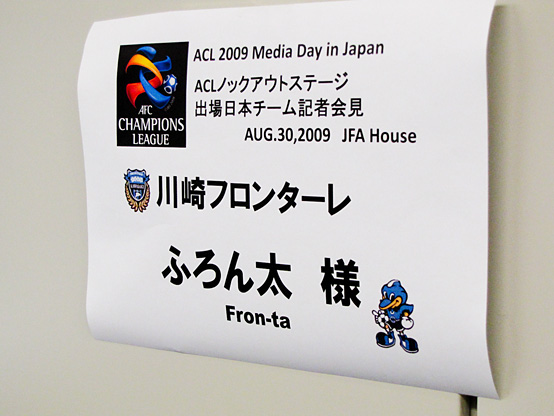 ACL 2009 Media Day in Japan
ACLノックアウトステージ
出場日本チーム記者会見
AUG.30,2009 JFA House
AFC
CHAMPIONS
LEAGUE
川崎フロンターレ
ふろん太 様
Fron-ta